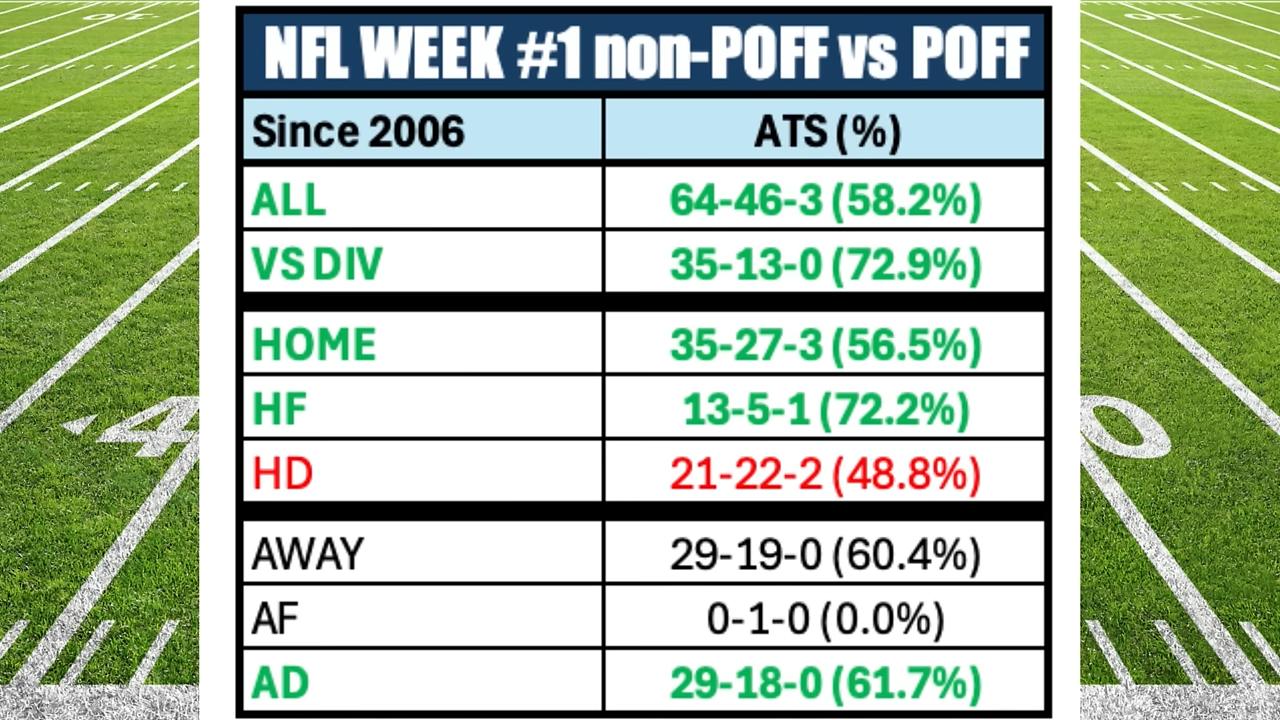 NFL WEEK #1 non-POFF vs POFF
Since 2006 ATS (%)
ALL 64-46-3 (58.2%)
VS DIV 35-13-0 (72.9%)
HOME 35-27-3 (56.5%)
HF 13-5-1 (72.2%)
HD 21-22-2 (48.8%)
AWAY 29-19-0 (60.4%)
AF 0-1-0 (0.0%)
AD 29-18-0 (61.7%)
4 0